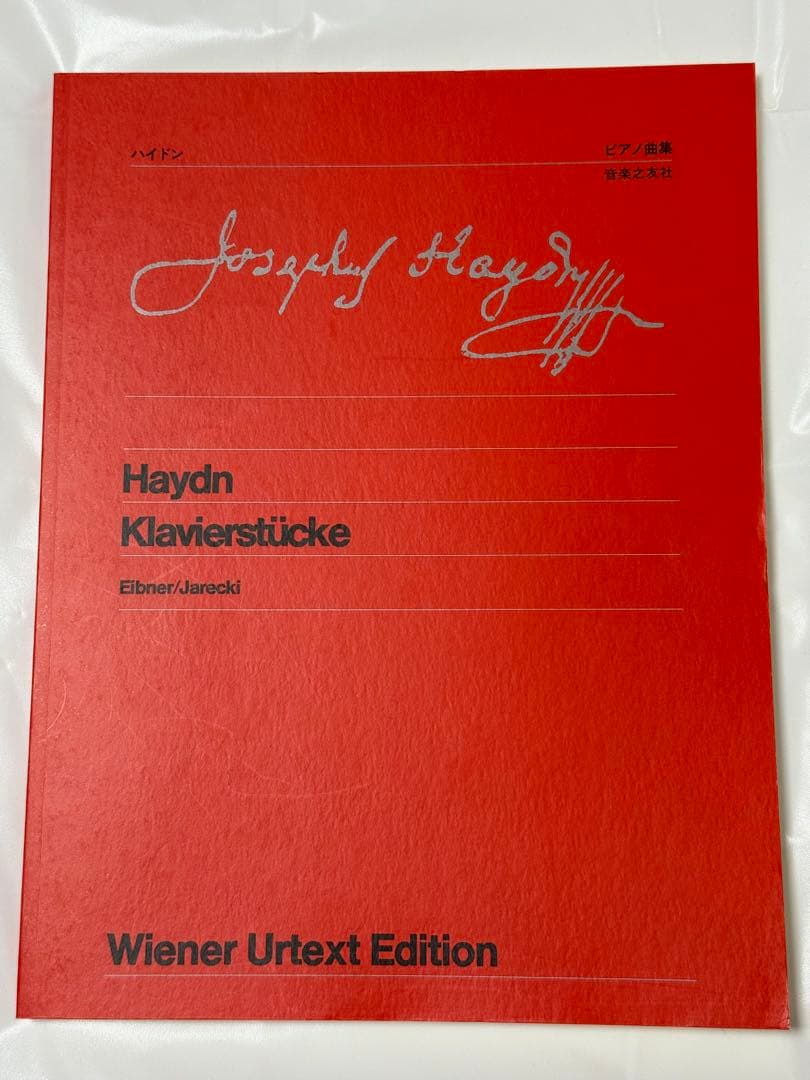 ハイドン
ピアノ曲集
音楽之友社
Josephus Haydn
Haydn
Klavierstücke
Eibner/Jarecki
Wiener Urtext Edition